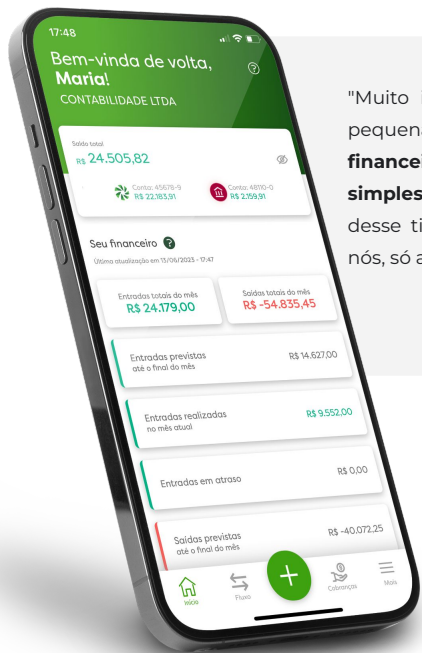 17:48
Bem-vinda de volta,
Maria!
CONTABILIDADE LTDA
Saldo total
R$ 24.505,82
Conta: 45678-9
R$ 22.183,91
Conta: 48110-0
R$ 2.159,91
Seu financeiro ?
Última atualização em 13/06/2023 - 17:47
Entradas totais do mês
R$ 24.179,00
Saídas totais do mês
R$ -54.835,45
Entradas previstas
até o final do mês
R$ 14.627,00
Entradas realizadas
no mês atual
R$ 9.552,00
Entradas em atraso
R$ 0,00
Saídas previstas
até o final do mês
R$ -40.072,25
Início
Fluxo
+
Cobranças
Mais
"Muito
pequena
financei
simples
desse ti
nós, só a